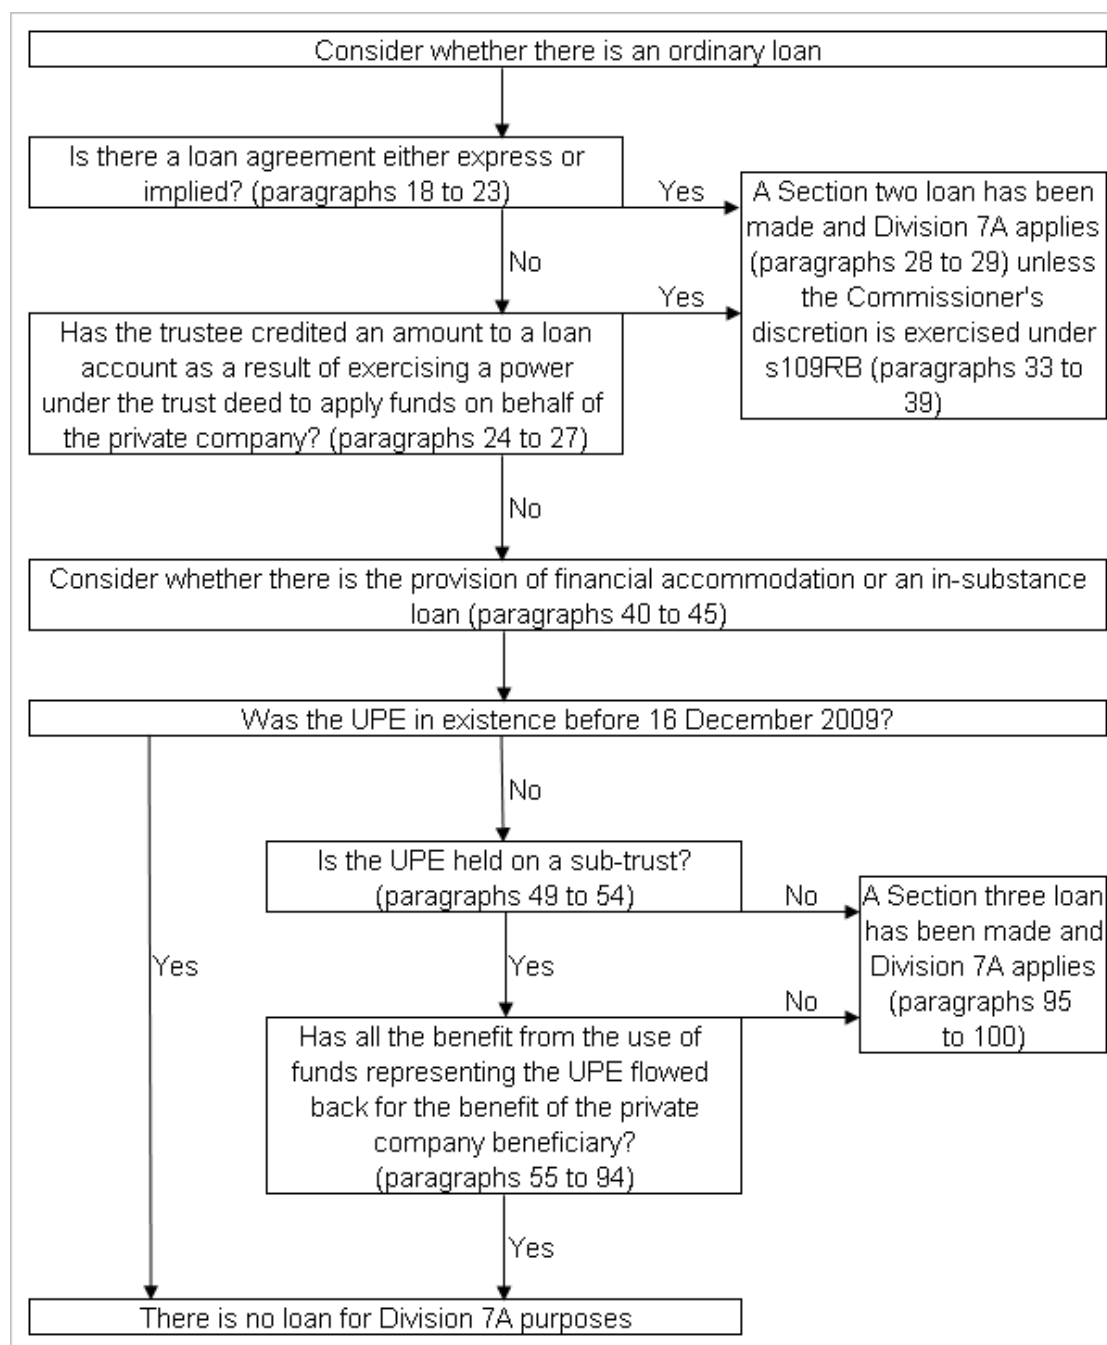 Consider whether there is an ordinary loan
Is there a loan agreement either express or
implied? (paragraphs 18 to 23)
Yes
A Section two loan has been
made and Division 7A applies
(paragraphs 28 to 29) unless
the Commissioner's
discretion is exercised under
s109RB (paragraphs 33 to
39)
No
Yes
Has the trustee credited an amount to a loan
account as a result of exercising a power
under the trust deed to apply funds on behalf of
the private company? (paragraphs 24 to 27)
No
Consider whether there is the provision of financial accommodation or an in-substance
loan (paragraphs 40 to 45)
Was the UPE in existence before 16 December 2009?
No
Is the UPE held on a sub-trust?
(paragraphs 49 to 54)
No
A Section three loan
has been made and
Division 7A applies
(paragraphs 95
to 100)
Yes
Yes
No
Has all the benefit from the use of
funds representing the UPE flowed
back for the benefit of the private
company beneficiary?
(paragraphs 55 to 94)
Yes
There is no loan for Division 7A purposes